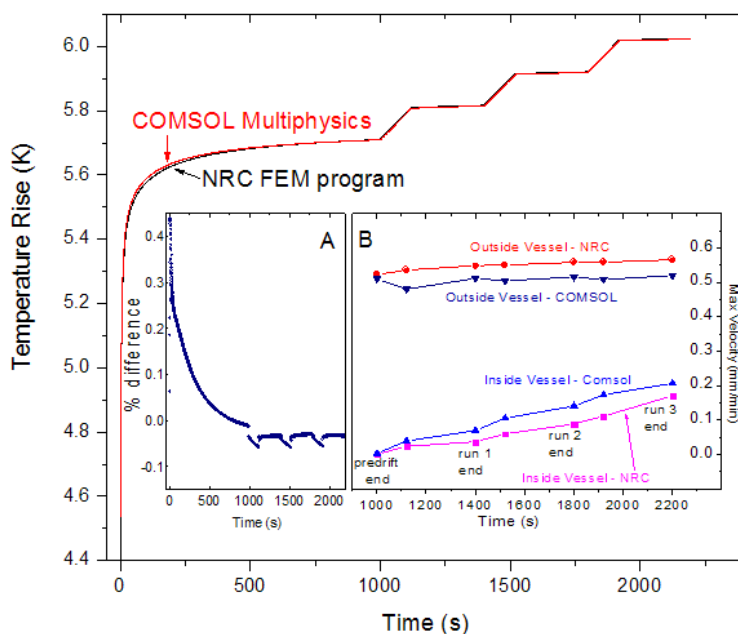 6.0
5.8
5.6
5.4
5.2
5.0
4.8
4.6
4.4
Temperature Rise (K)
COMSOL Multiphysics
NRC FEM program
A
0.4
0.3
0.2
0.1
0.0
-0.1
% difference
0
500
1000
1500
2000
Time (s)
B
Outside Vessel - NRC
Outside Vessel - COMSOL
Inside Vessel - Comsol
predrift
end
run 1
end
run 2
end
run 3
end
Inside Vessel - NRC
0.6
0.5
0.4
0.3
0.2
0.1
0.0
Max Velocity (mm/min)
1000 1200 1400 1600 1800 2000 2200
Time (s)
0 500 1000 1500 2000
Time (s)